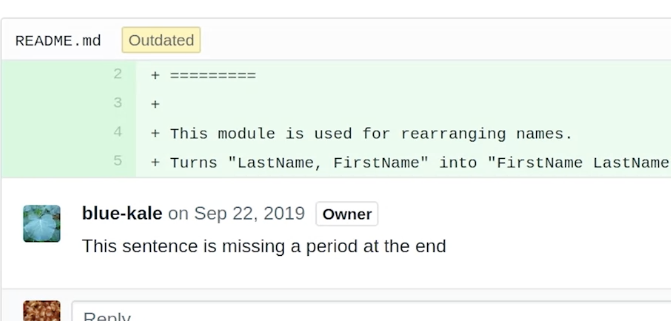 README.md Outdated
2 + =========
3 +
4 + This module is used for rearranging names.
5 + Turns "LastName, FirstName" into "FirstName LastName
blue-kale on Sep 22, 2019 Owner
This sentence is missing a period at the end
Reply